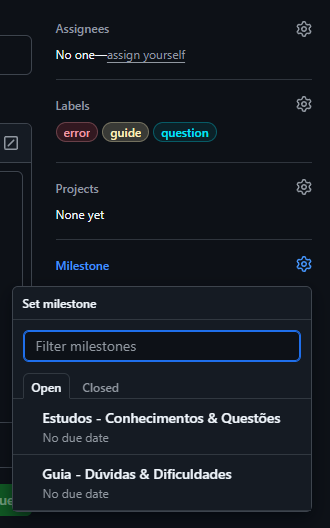 Assignees
No one—assign yourself
Labels
error guide question
Projects
None yet
Milestone
Set milestone
Filter milestones
Open Closed
Estudos - Conhecimentos & Questões
No due date
Guia - Dúvidas & Dificuldades
No due date